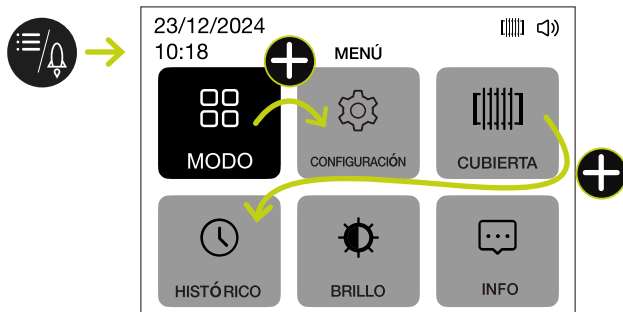 23/12/2024
10:18
MENÚ
MODO
CONFIGURACIÓN
CUBIERTA
HISTÓRICO
BRILLO
INFO